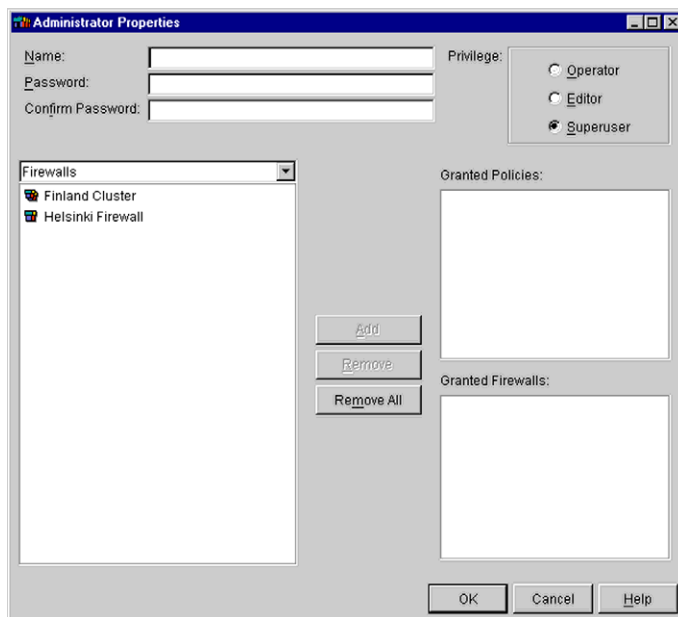 Administrator Properties
Name:
Password:
Confirm Password:
Privilege:
Operator
Editor
Superuser
Firewalls
Finland Cluster
Helsinki Firewall
Add
Remove
Remove All
Granted Policies:
Granted Firewalls:
OK Cancel Help